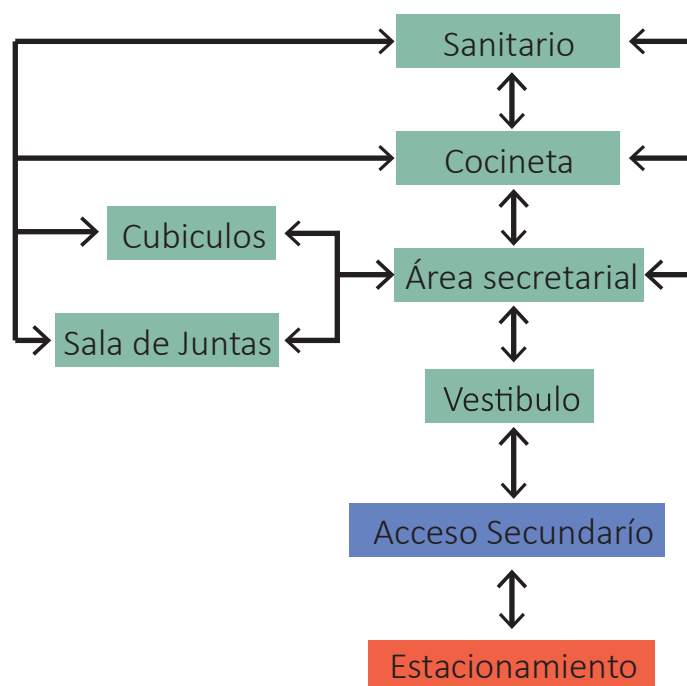 Sanitario
Cocineta
Cubiculos
Área secretarial
Sala de Juntas
Vestibulo
Acceso Secundarío
Estacionamiento